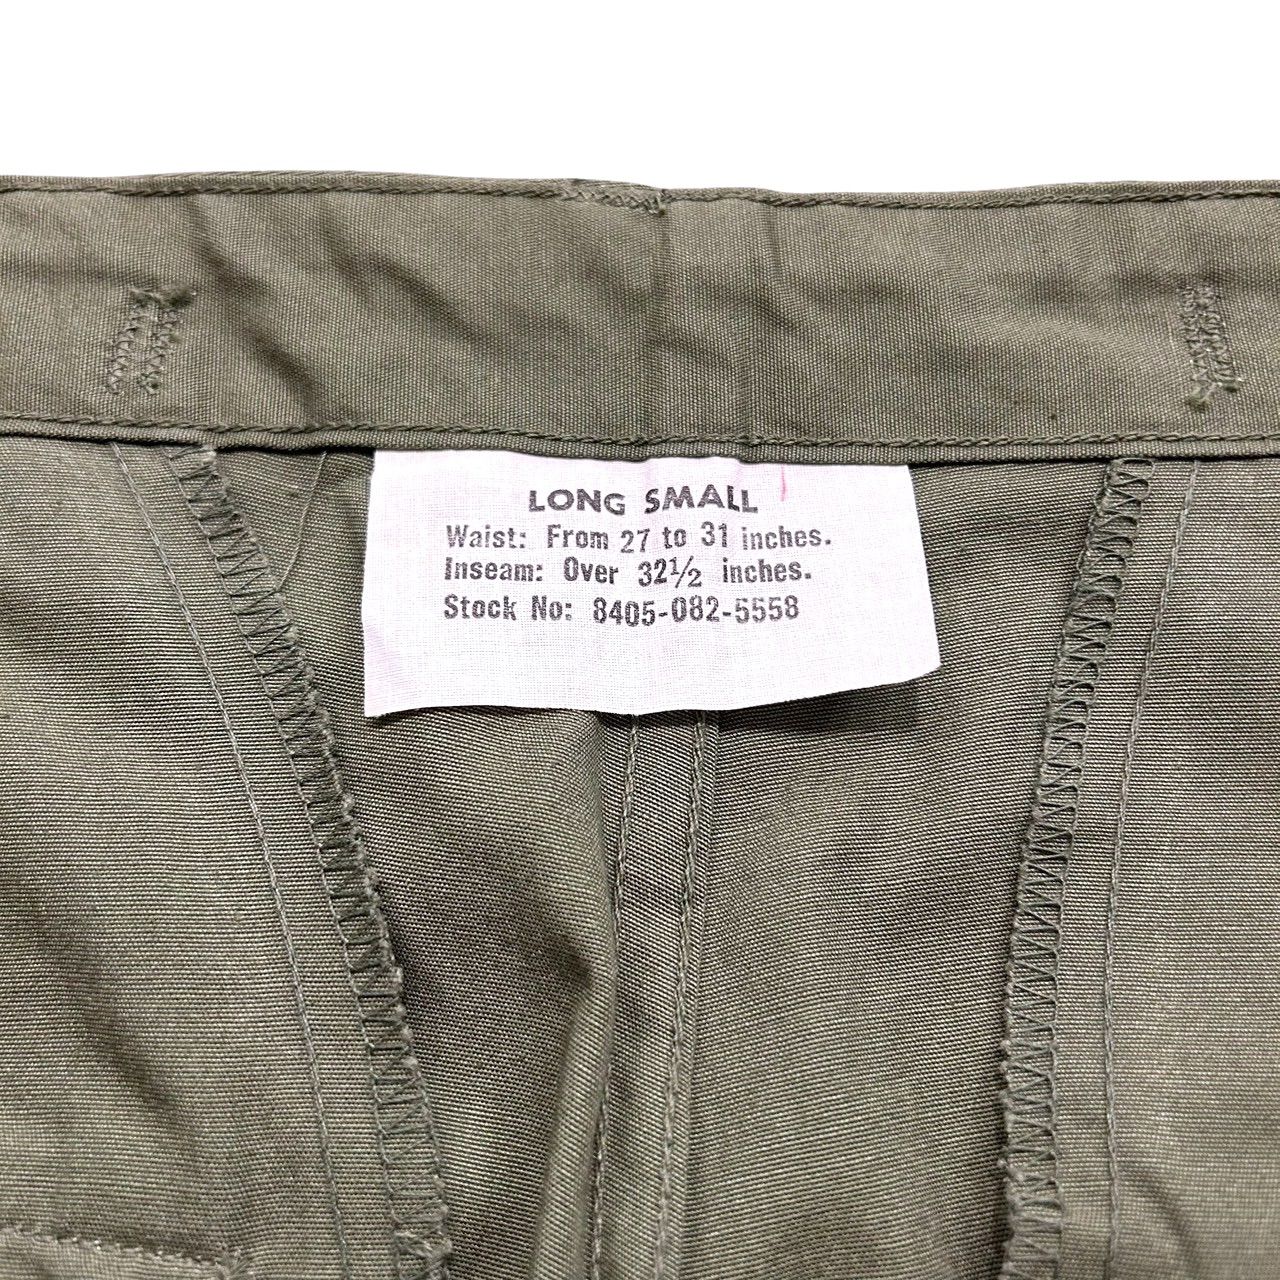 LONG SMALL
Waist: From 27 to 31 inches.
Inseam: Over 32½ inches.
Stock No: 8405-082-5558